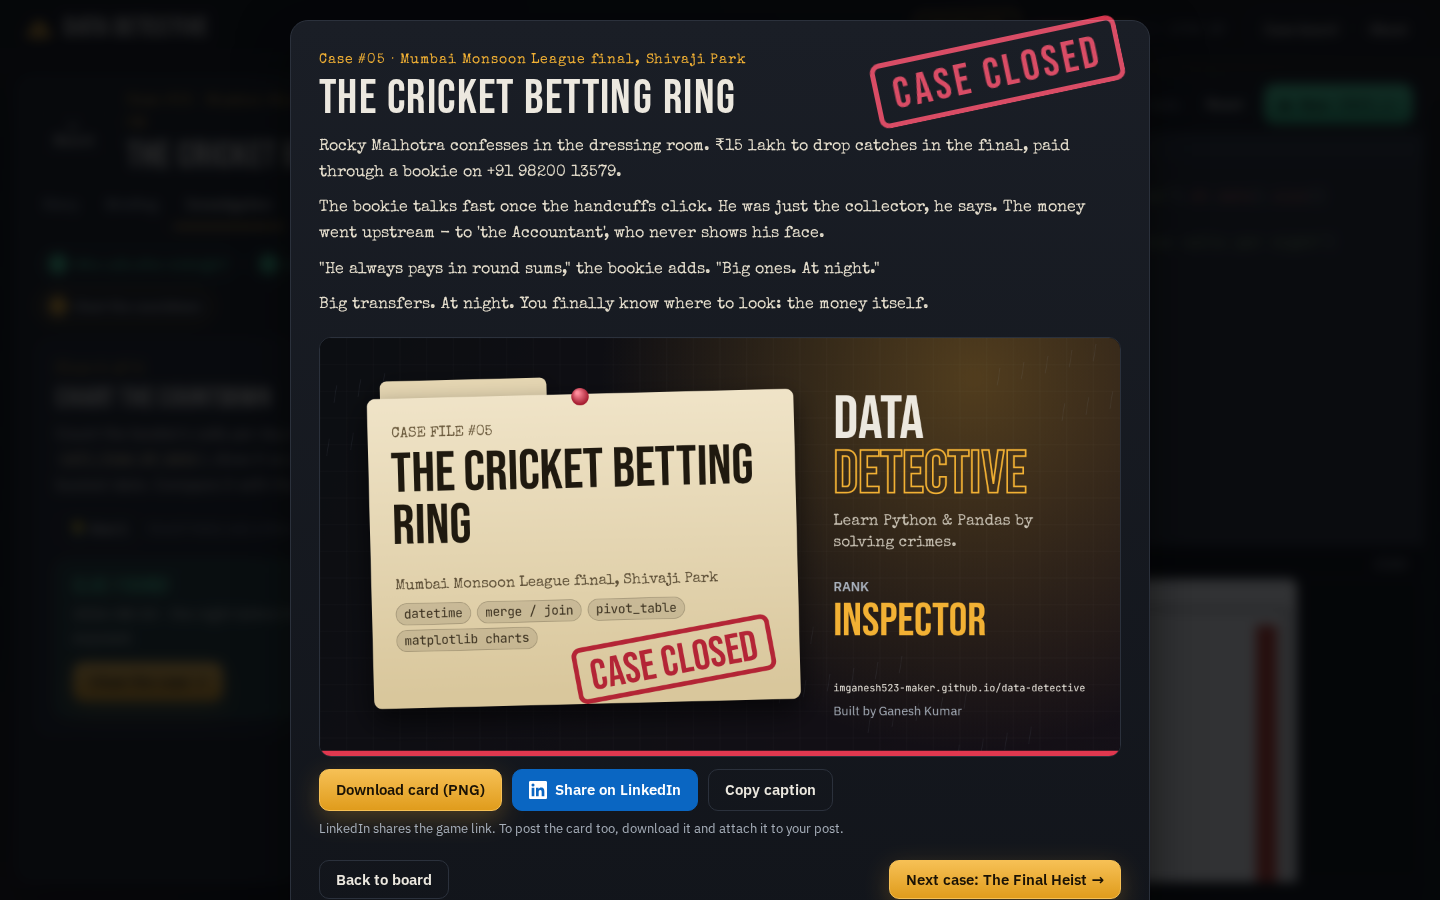 Case #05 · Mumbai Monsoon League final, Shivaji Park
THE CRICKET BETTING RING
CASE CLOSED
Rocky Malhotra confesses in the dressing room. ₹15 lakh to drop catches in the final, paid
through a bookie on +91 98200 13579.
The bookie talks fast once the handcuffs click. He was just the collector, he says. The money
went upstream – to 'the Accountant', who never shows his face.
"He always pays in round sums," the bookie adds. "Big ones. At night."
Big transfers. At night. You finally know where to look: the money itself.
CASE FILE #05
THE CRICKET BETTING
RING
Mumbai Monsoon League final, Shivaji Park
datetime
merge / join
pivot_table
matplotlib charts
CASE CLOSED
DATA
DETECTIVE
Learn Python & Pandas by
solving crimes.
RANK
INSPECTOR
imganesh523-maker.github.io/data-detective
Built by Ganesh Kumar
Download card (PNG)
Share on LinkedIn
Copy caption
LinkedIn shares the game link. To post the card too, download it and attach it to your post.
Back to board
Next case: The Final Heist →